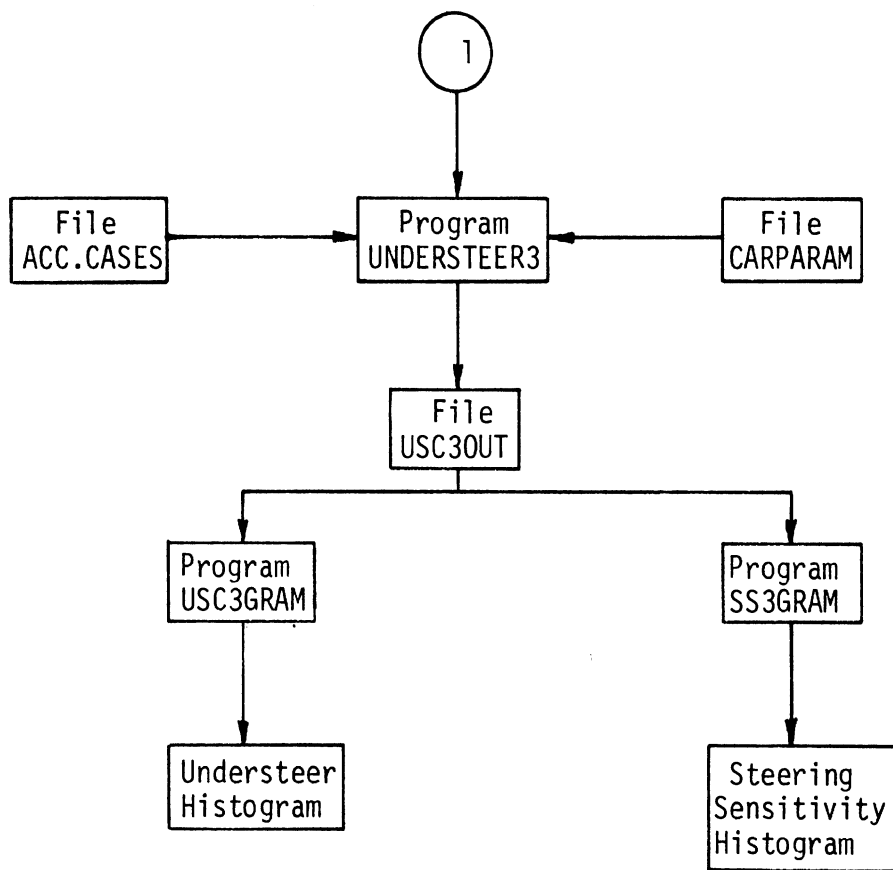 1
File
ACC.CASES
Program
UNDERSTEER3
File
CARPARAM
File
USC3OUT
Program
USC3GRAM
Program
SS3GRAM
Understeer
Histogram
Steering
Sensitivity
Histogram